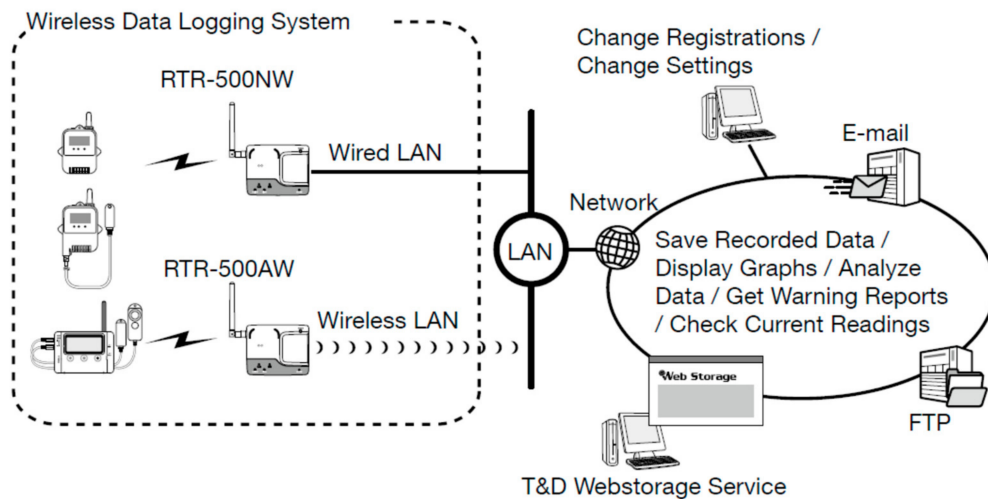 Wireless Data Logging System
RTR-500NW
Wired LAN
RTR-500AW
Wireless LAN
LAN
Network
Change Registrations /
Change Settings
E-mail
Save Recorded Data /
Display Graphs / Analyze
Data / Get Warning Reports
/ Check Current Readings
Web Storage
FTP
T&D Webstorage Service